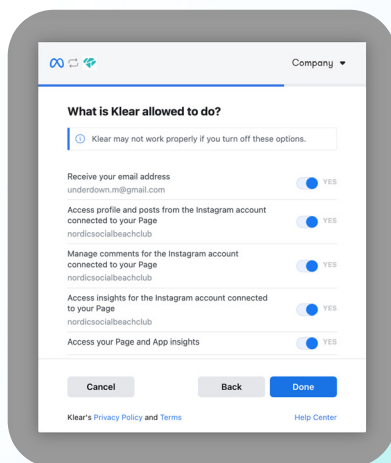 Company
What is Klear allowed to do?
Klear may not work properly if you turn off these options.
Receive your email address
YES
underdown.m@gmail.com
Access profile and posts from the Instagram account
connected to your Page
YES
nordicsocialbeachclub
Manage comments for the Instagram account
connected to your Page
YES
nordicsocialbeachclub
Access insights for the Instagram account connected
to your Page
YES
nordicsocialbeachclub
Access your Page and App insights
YES
Cancel
Back
Done
Klear's Privacy Policy and Terms
Help Center